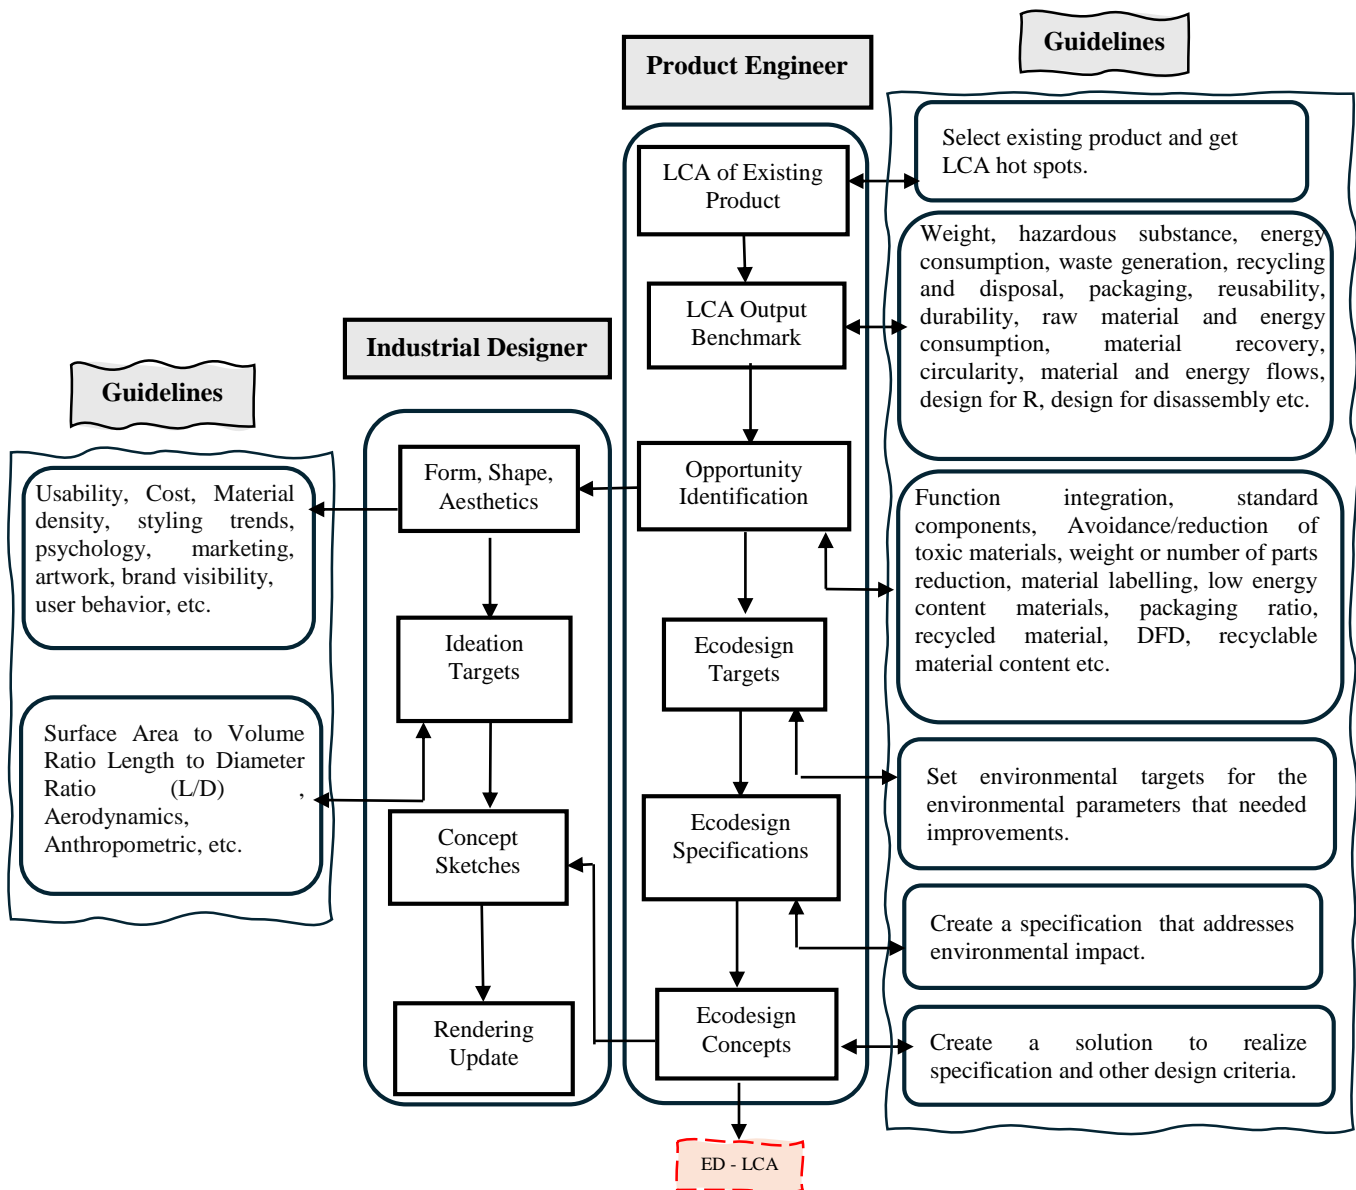 Guidelines
Product Engineer
Select existing product and get
LCA hot spots.
LCA of Existing
Product
Weight, hazardous substance, energy
consumption, waste generation, recycling
and disposal, packaging, reusability,
durability, raw material and energy
consumption, material recovery,
circularity, material and energy flows,
design for R, design for disassembly etc.
LCA Output
Benchmark
Industrial Designer
Guidelines
Form, Shape,
Aesthetics
Opportunity
Identification
Usability, Cost, Material
density, styling trends,
psychology, marketing,
artwork, brand visibility,
user behavior, etc.
Function integration, standard
components, Avoidance/reduction of
toxic materials, weight or number of parts
reduction, material labelling, low energy
content materials, packaging ratio,
recycled material, DFD, recyclable
material content etc.
Ideation
Targets
Ecodesign
Targets
Surface Area to Volume
Ratio Length to Diameter
Ratio (L/D) ,
Aerodynamics,
Anthropometric, etc.
Set environmental targets for the
environmental parameters that needed
improvements.
Concept
Sketches
Ecodesign
Specifications
Create a specification that addresses
environmental impact.
Rendering
Update
Ecodesign
Concepts
Create a solution to realize
specification and other design criteria.
ED - LCA